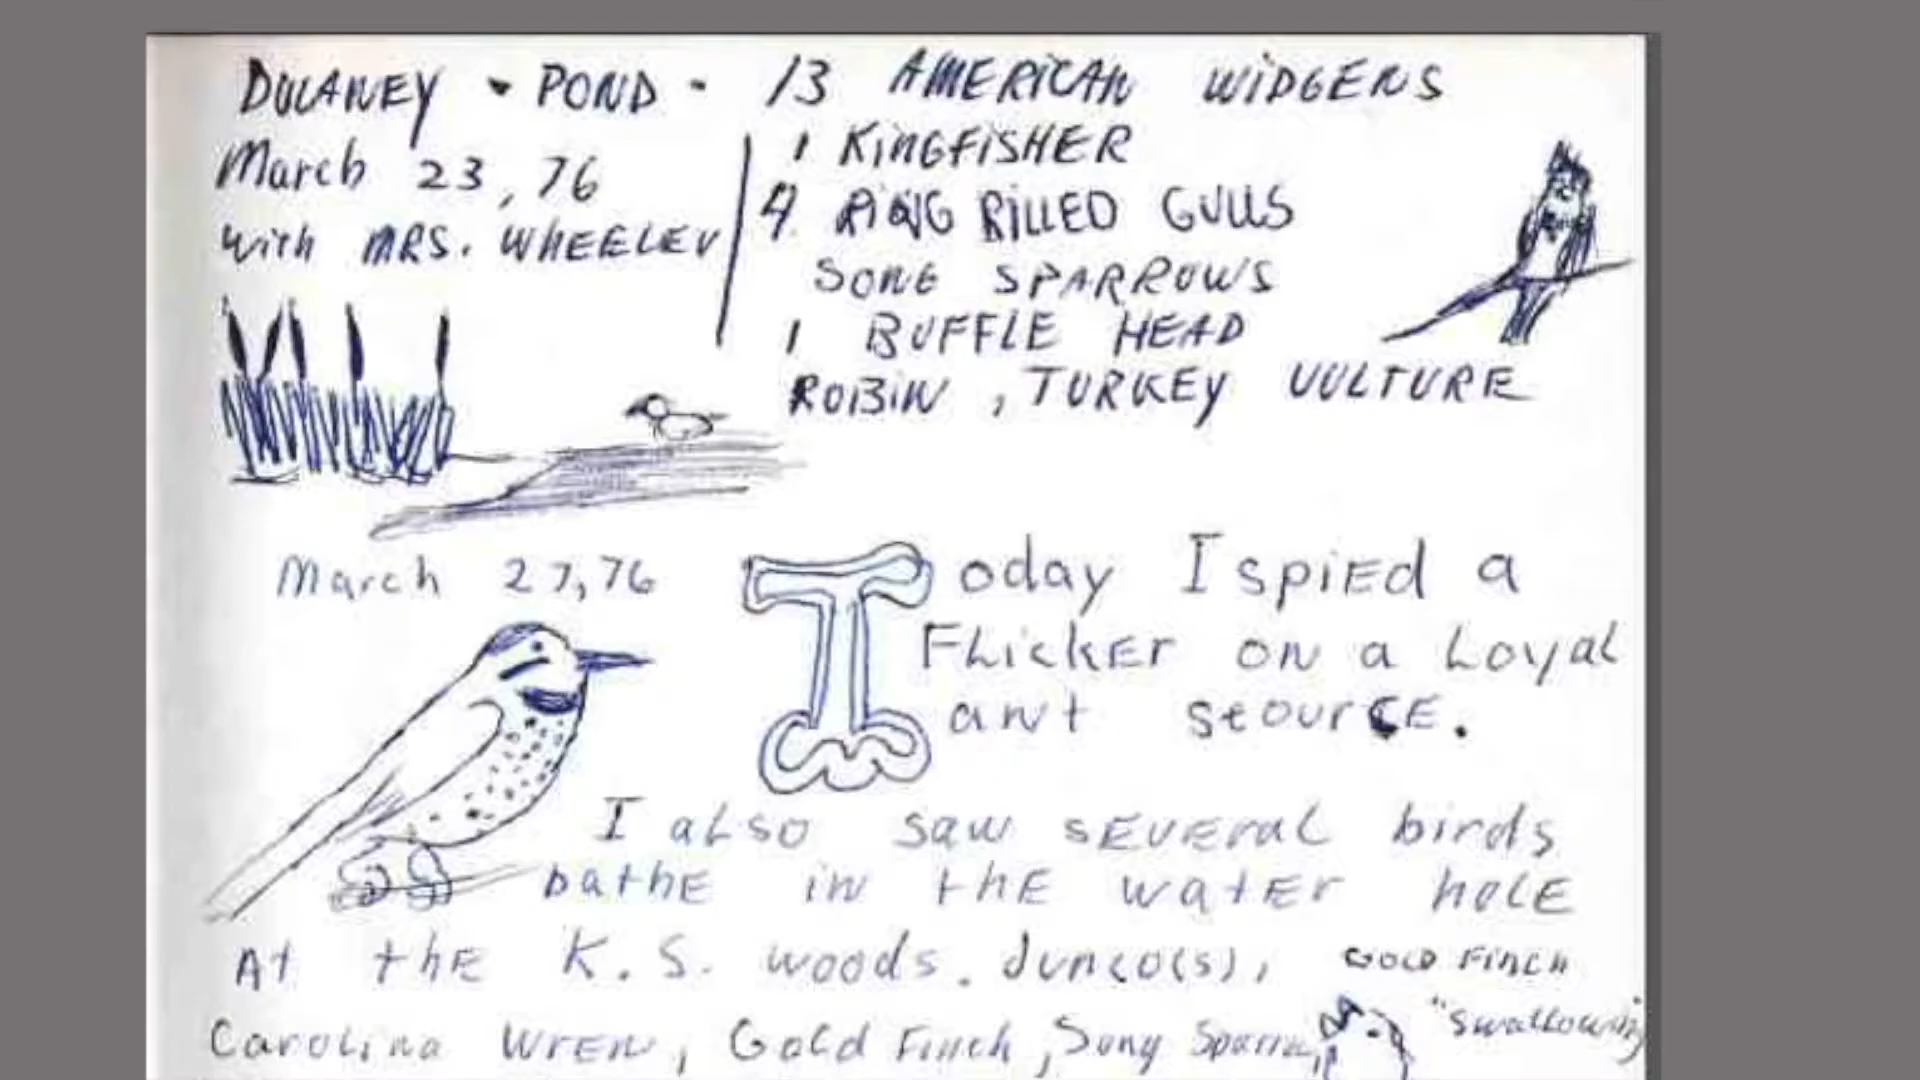 DULANEY - POND - 13 AMERICAN WIDGENS
March 23, 76
with MRS. WHEELER
1 KINGFISHER
4 RING BILLED GULLS
SONG SPARROWS
1 BUFFLE HEAD
ROBIN, TURKEY VULTURE
March 27, 76
Today I spied a
Flicker on a Loyal
ant source.
I also saw several birds
bathe in the water hole
At the K.S. woods. Junco(s), Gold Finch
Carolina Wren, Gold Finch, Song Sparrow,
"swallowing